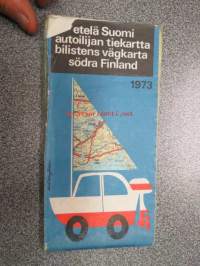 etelä Suomi
autoilijan tiekartta
bilistens vägkarta
södra Finland
1973